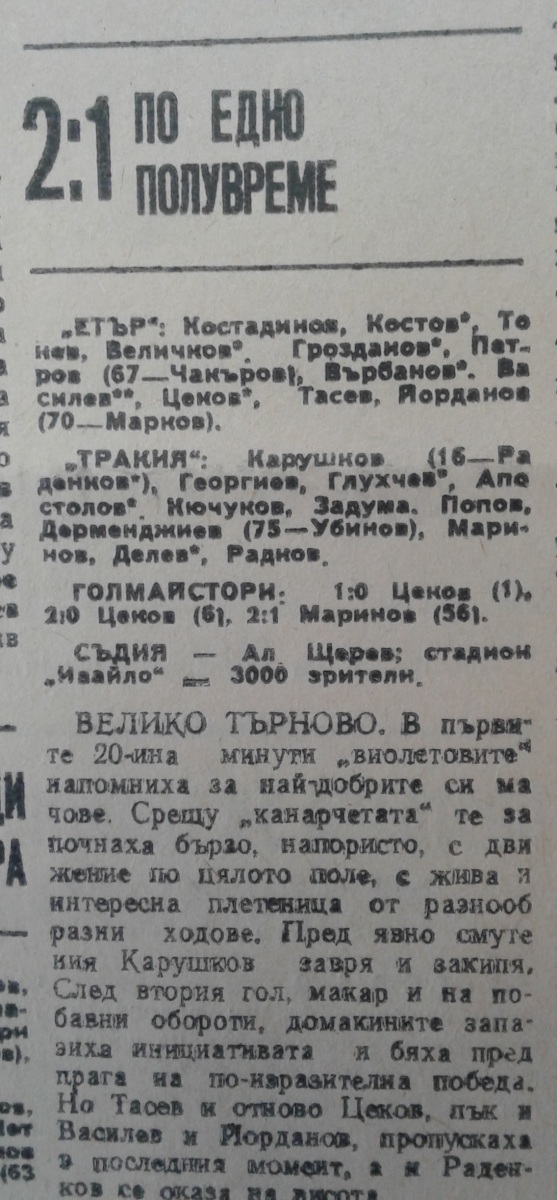 2:1 ПО ЕДНО
ПОЛУВРЕМЕ
„ЕТЪР“: Костадинов, Костов*, То
нев, Величков*. Грозданов*, Пет-
ров (67—Чакъров), Върбанов*. Ва
силев**, Цеков*, Тасев, Йорданов
(70—Марков).
„ТРАКИЯ“: Карушков (16—Ра
денков*), Георгиев, Глухчев*, Апо
столов*. Кючуков, Задума. Попов,
Дерменджиев (75—Убинов), Мари-
нов, Делев*, Радков.
ГОЛМАЙСТОРИ: 1:0 Цеков (1),
2:0 Цеков (6), 2:1 Маринов (56).
СЪДИЯ — Ал. Щерев; стадион
„Ивайло“ — 3000 зрители.
ВЕЛИКО ТЪРНОВО. В първи-
те 20-ина минути „виолетовите“
напомниха за най-добрите си ма
чове. Срещу „канарчетата“ те за
почнаха бързо, напористо, с дви
жение по цялото поле, с жива и
интересна плетеница от разнооб
разни ходове. Пред явно смуте
ния Карушков завря и закипя.
След втория гол, макар и на по-
бавни обороти, домакините запа-
зиха инициативата и бяха пред
прага на по-изразителна победа.
Но Тасев и отново Цеков, пък и
Василев и Йорданов, пропускаха
в последния момент, а и Раден-
ков се оказа на висота